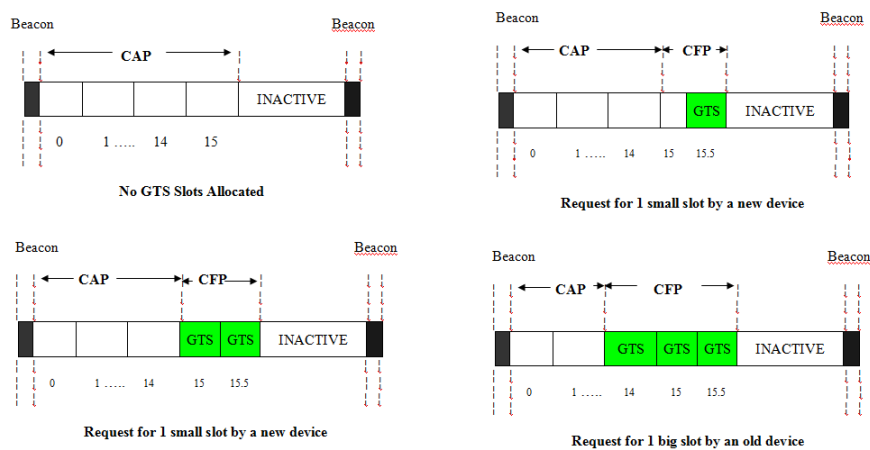 Beacon Beacon
CAP
INACTIVE
0 1 ..... 14 15
No GTS Slots Allocated
Beacon Beacon
CAP CFP
GTS INACTIVE
0 1 ..... 14 15 15.5
Request for 1 small slot by a new device
Beacon Beacon
CAP CFP
GTS GTS INACTIVE
0 1 ..... 14 15 15.5
Request for 1 small slot by a new device
Beacon Beacon
CAP CFP
GTS GTS GTS INACTIVE
0 1 ..... 14 15 15.5
Request for 1 big slot by an old device